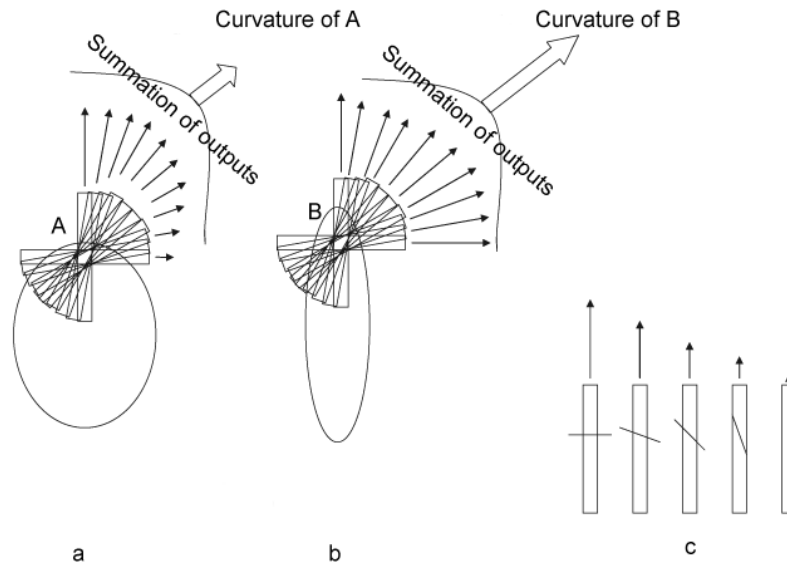 Curvature of A
Curvature of B
Summation of outputs
Summation of outputs
A
B
a
b
c